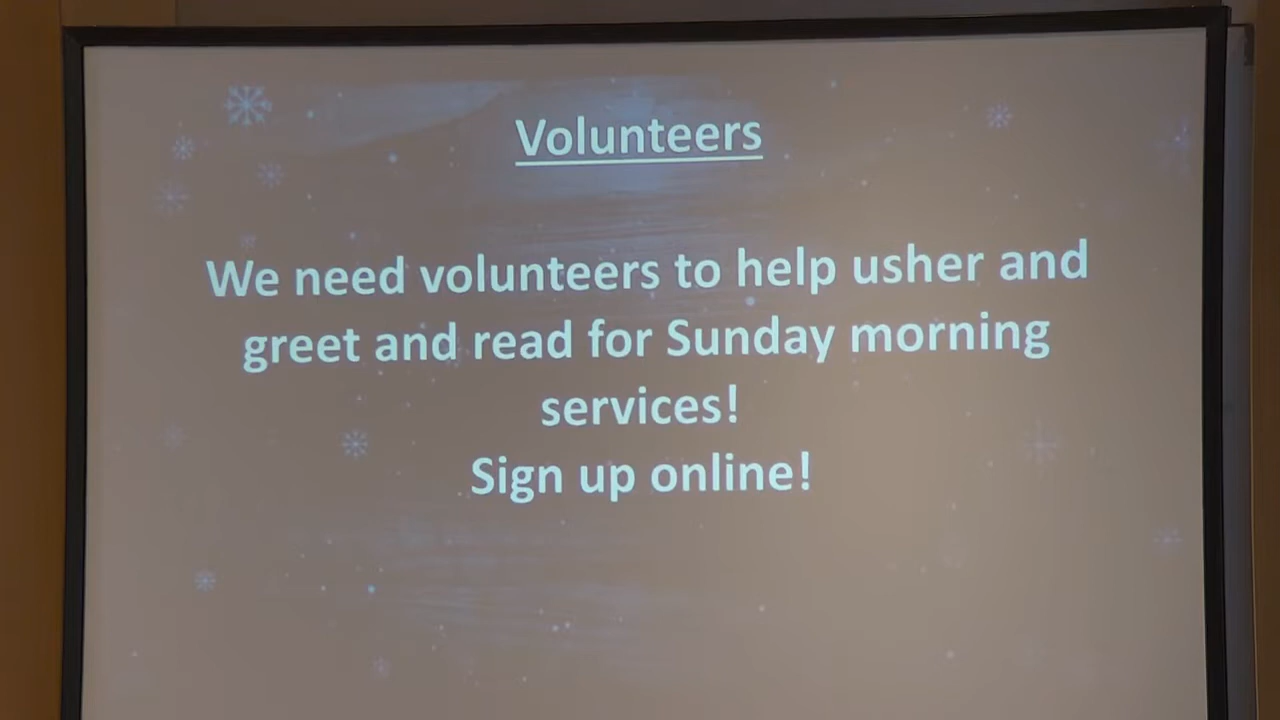 Volunteers
We need volunteers to help usher and
greet and read for Sunday morning
services!
Sign up online!